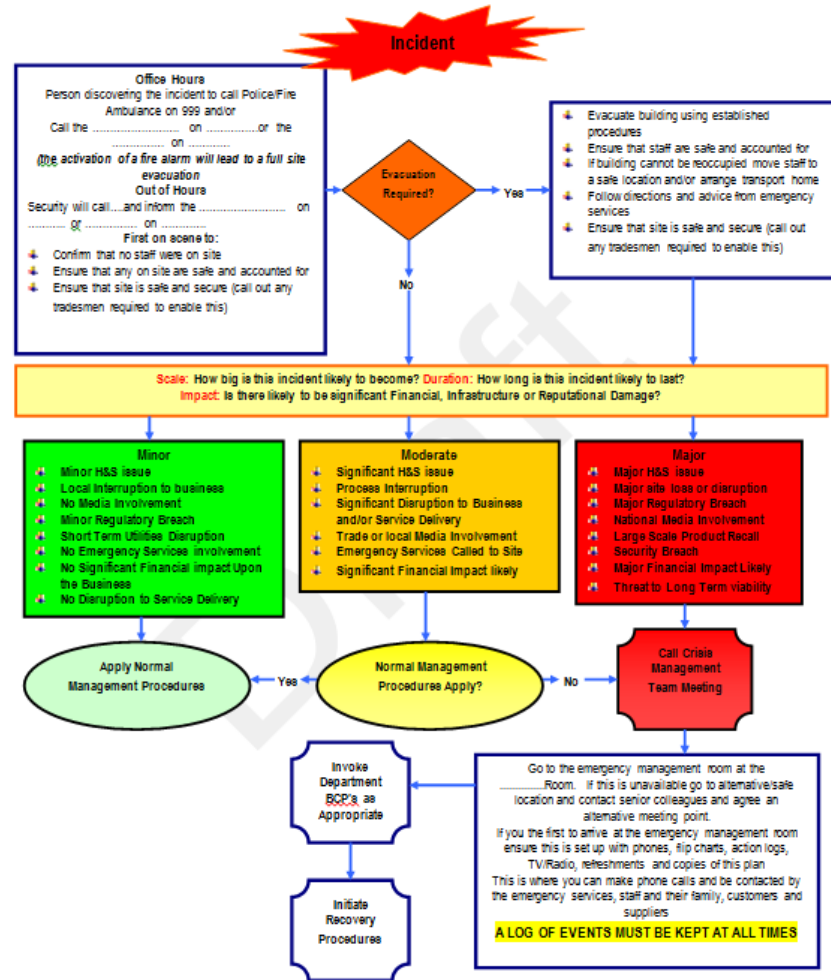 Incident
Office Hours
Person discovering the incident to call Police/Fire
Ambulance on 999 and/or
Call the ........................... on ................or the
................ on .............
(the activation of a fire alarm will lead to a full site
evacuation
Out of Hours
Security will call....and inform the ........................... on
............ or ................ on ..............
First on scene to:
Confirm that no staff were on site
Ensure that any on site are safe and accounted for
Ensure that site is safe and secure (call out any
tradesmen required to enable this)
Evacuation
Required?
Yes
No
Evacuate building using established
procedures
Ensure that staff are safe and accounted for
If building cannot be reoccupied move staff to
a safe location and/or arrange transport home
Follow directions and advice from emergency
services
Ensure that site is safe and secure (call out
any tradesmen required to enable this)
Scale: How big is this incident likely to become? Duration: How long is this incident likely to last?
Impact: Is there likely to be significant Financial, Infrastructure or Reputational Damage?
Minor
Minor H&S issue
Local Interruption to business
No Media Involvement
Minor Regulatory Breach
Short Term Utilities Disruption
No Emergency Services involvement
No Significant Financial impact Upon
the Business
No Disruption to Service Delivery
Moderate
Significant H&S issue
Process Interruption
Significant Disruption to Business
and/or Service Delivery
Trade or local Media Involvement
Emergency Services Called to Site
Significant Financial Impact likely
Major
Major H&S issue
Major site loss or disruption
Major Regulatory Breach
National Media Involvement
Large Scale Product Recall
Security Breach
Major Financial Impact Likely
Threat to Long Term viability
Apply Normal
Management Procedures
Yes
Normal Management
Procedures Apply?
No
Call Crisis
Management
Team Meeting
Invoke
Department
BCP's as
Appropriate
Initiate
Recovery
Procedures
Go to the emergency management room at the
..............Room. If this is unavailable go to alternative/safe
location and contact senior colleagues and agree an
alternative meeting point.
If you the first to arrive at the emergency management room
ensure this is set up with phones, flip charts, action logs,
TV/Radio, refreshments and copies of this plan
This is where you can make phone calls and be contacted by
the emergency services, staff and their family, customers and
suppliers
A LOG OF EVENTS MUST BE KEPT AT ALL TIMES
Draft